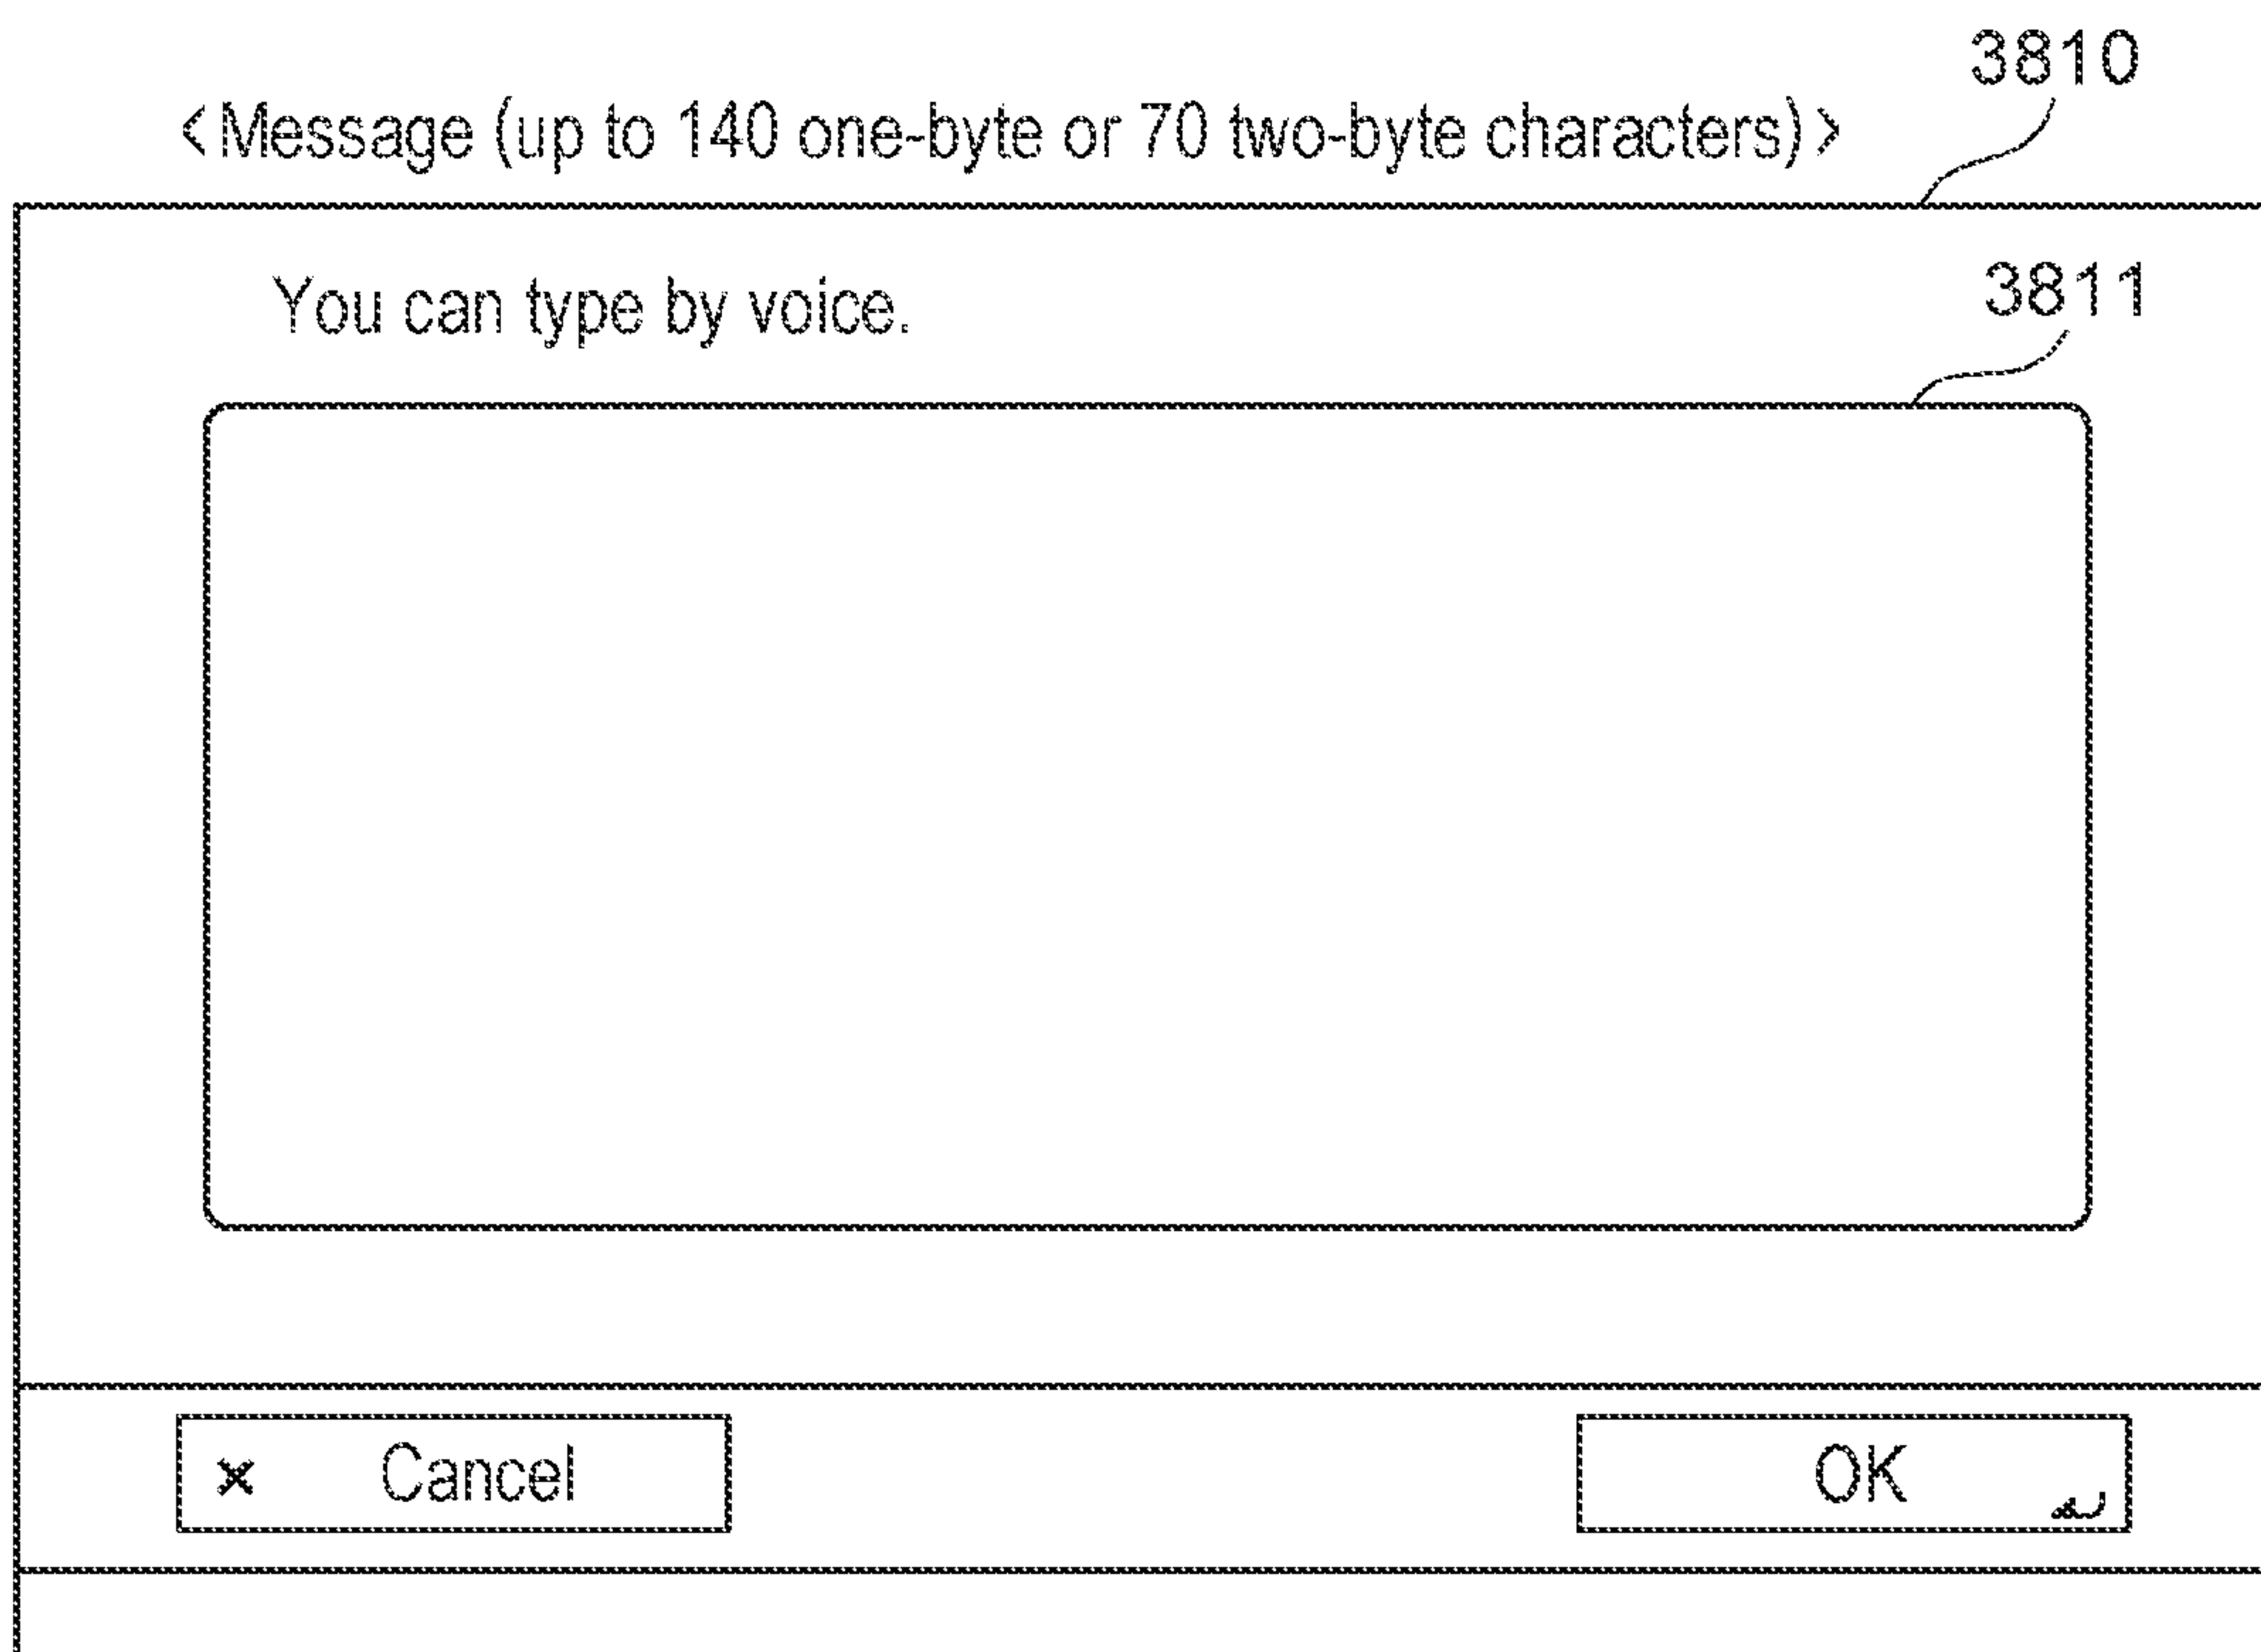 3810
<Message (up to 140 one-byte or 70 two-byte characters)>
You can type by voice.
3811
× Cancel
OK